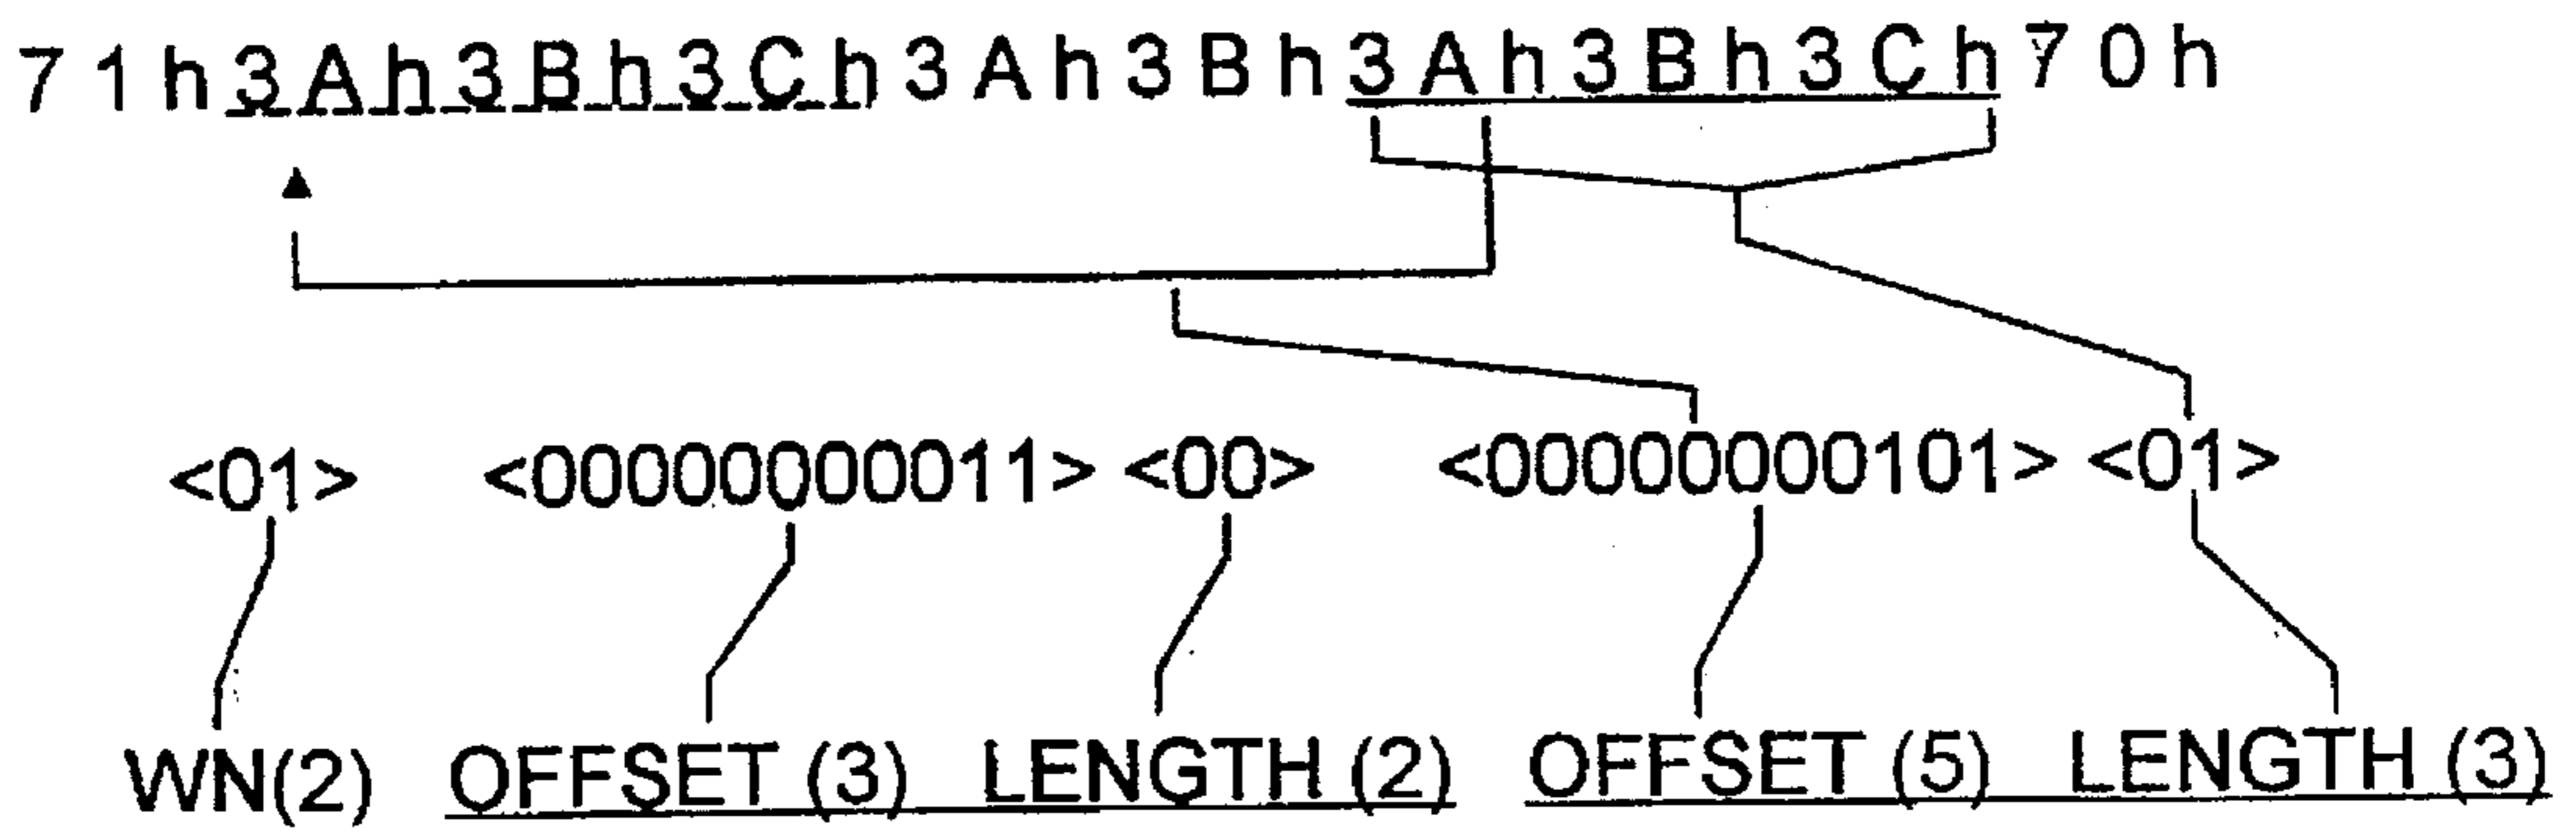 71h3Ah3Bh3Ch3Ah3Bh3Ah3Bh3Ch70h
<01> <00000000011> <00> <00000000101> <01>
WN(2) OFFSET (3) LENGTH (2) OFFSET (5) LENGTH (3)